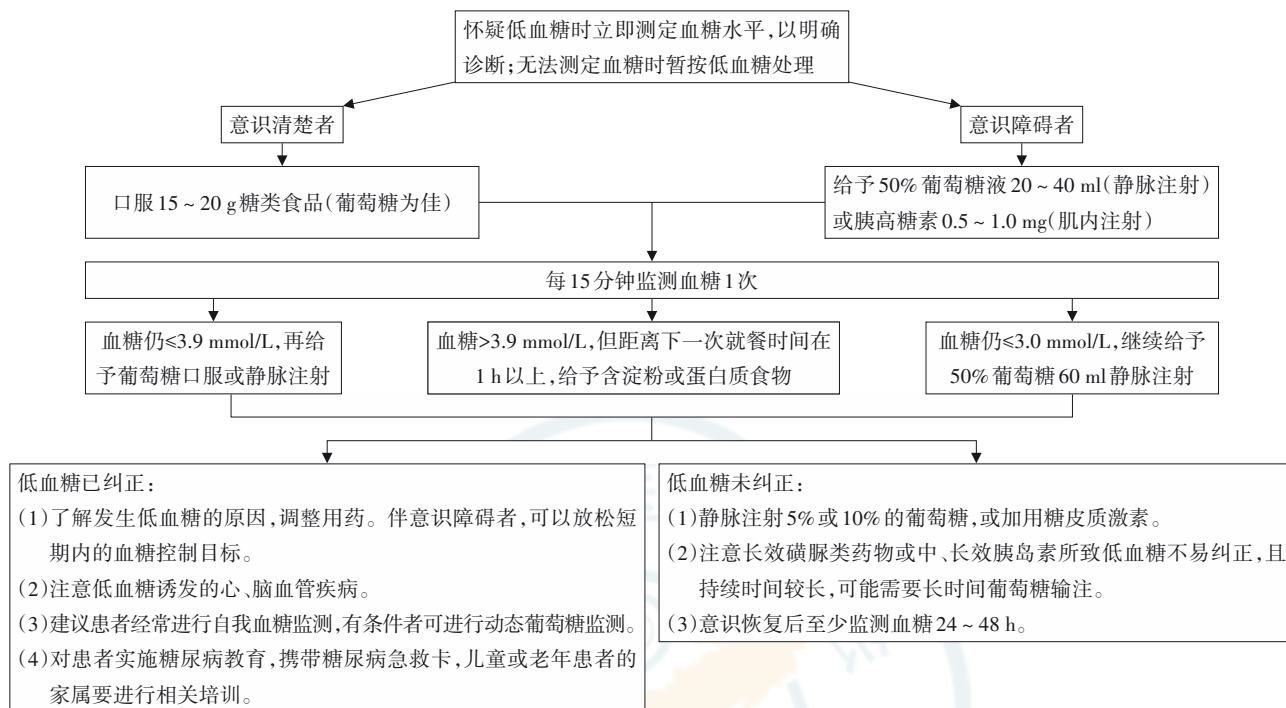 怀疑低血糖时立即测定血糖水平,以明确
诊断;无法测定血糖时暂按低血糖处理
意识清楚者
意识障碍者
口服15~20 g糖类食品(葡萄糖为佳)
给予50%葡萄糖液20~40 ml(静脉注射)
或胰高糖素0.5~1.0 mg(肌内注射)
每15分钟监测血糖1次
血糖仍≤3.9 mmol/L,再给
予葡萄糖口服或静脉注射
血糖>3.9 mmol/L,但距离下一次就餐时间在
1 h以上,给予含淀粉或蛋白质食物
血糖仍≤3.0 mmol/L,继续给予
50%葡萄糖60 ml静脉注射
低血糖已纠正:
(1)了解发生低血糖的原因,调整用药。伴意识障碍者,可以放松短
期内的血糖控制目标。
(2)注意低血糖诱发的心、脑血管疾病。
(3)建议患者经常进行自我血糖监测,有条件者可进行动态葡萄糖监测。
(4)对患者实施糖尿病教育,携带糖尿病急救卡,儿童或老年患者的
家属要进行相关培训。
低血糖未纠正:
(1)静脉注射5%或10%的葡萄糖,或加用糖皮质激素。
(2)注意长效磺脲类药物或中、长效胰岛素所致低血糖不易纠正,且
持续时间较长,可能需要长时间葡萄糖输注。
(3)意识恢复后至少监测血糖24~48 h。